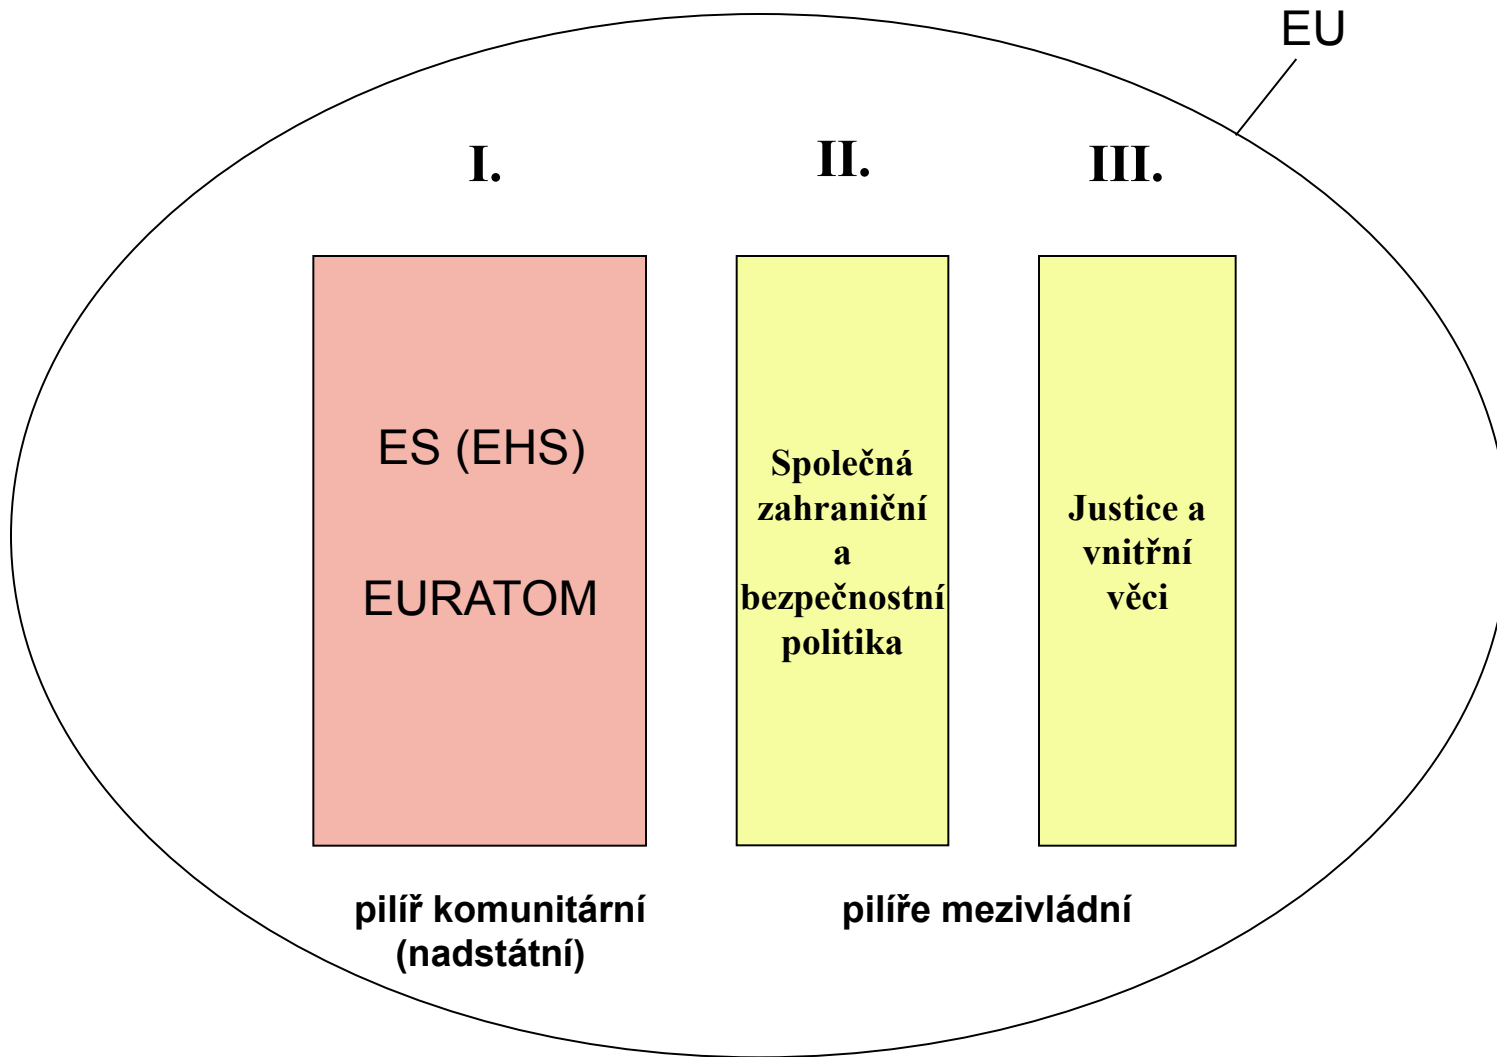 EU
I.
II.
III.
ES (EHS)
EURATOM
Společná
zahraniční
a
bezpečnostní
politika
Justice a
vnitřní
věci
pilíř komunitární
(nadstátní)
pilíře mezivládní